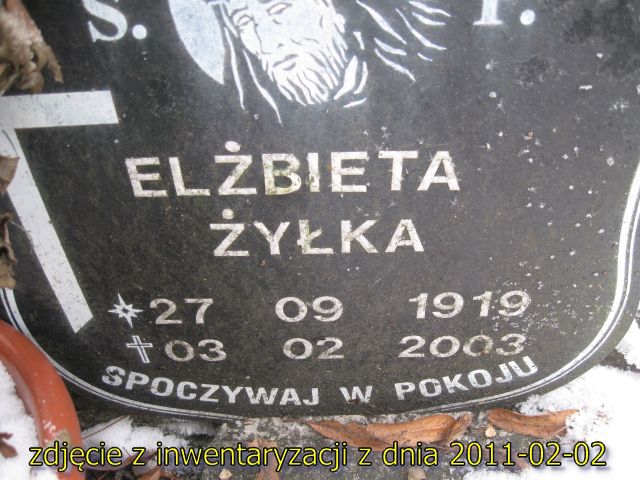 Ś. P.
ELŻBIETA
ŻYŁKA
27 09 1919
03 02 2003
SPOCZYWAJ W POKOJU
zdjęcie z inwentaryzacji z dnia 2011-02-02